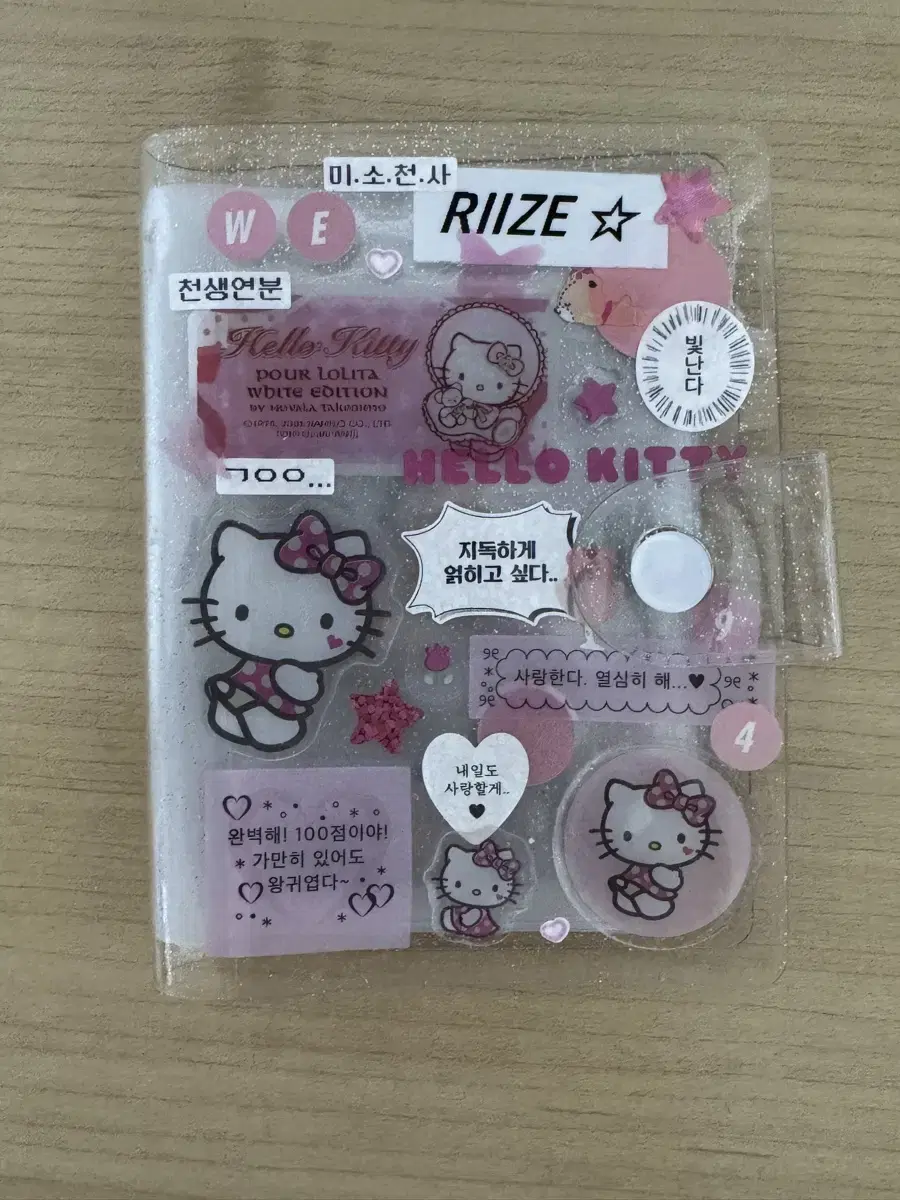 미.소.천.사
RIIZE ☆
W E
천생연분
빛난다
Hello Kitty
POUR LOLITA
WHITE EDITION
HELLO KITTY
ㄱㅇㅇ...
지독하게
얽히고 싶다..
9
사랑한다. 열심히 해...♥
4
내일도
사랑할게..
♥
완벽해! 100점이야!
가만히 있어도
왕귀엽다~